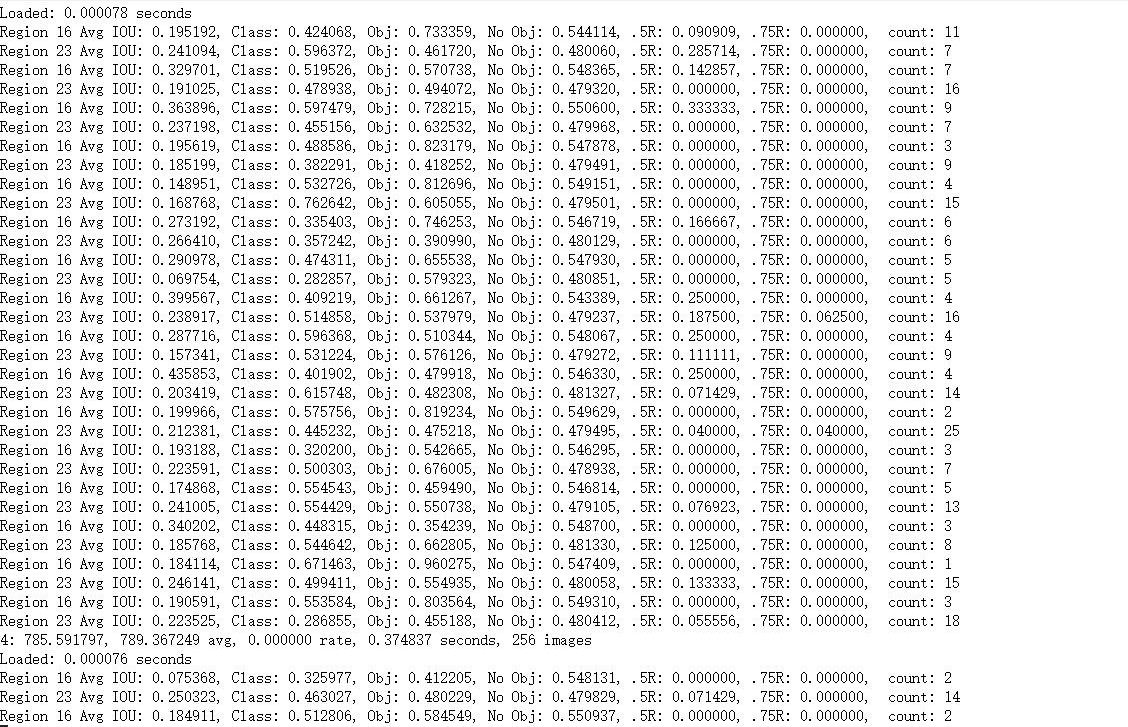 Loaded: 0.000078 seconds
Region 16 Avg IOU: 0.195192, Class: 0.424068, Obj: 0.733359, No Obj: 0.544114, .5R: 0.090909, .75R: 0.000000,  count: 11
Region 23 Avg IOU: 0.241094, Class: 0.596372, Obj: 0.461720, No Obj: 0.480060, .5R: 0.285714, .75R: 0.000000,  count: 7
Region 16 Avg IOU: 0.329701, Class: 0.519526, Obj: 0.570738, No Obj: 0.548365, .5R: 0.142857, .75R: 0.000000,  count: 7
Region 23 Avg IOU: 0.191025, Class: 0.478938, Obj: 0.494072, No Obj: 0.479320, .5R: 0.000000, .75R: 0.000000,  count: 16
Region 16 Avg IOU: 0.363896, Class: 0.597479, Obj: 0.728215, No Obj: 0.550600, .5R: 0.333333, .75R: 0.000000,  count: 9
Region 23 Avg IOU: 0.237198, Class: 0.455156, Obj: 0.632532, No Obj: 0.479968, .5R: 0.000000, .75R: 0.000000,  count: 7
Region 16 Avg IOU: 0.195619, Class: 0.488586, Obj: 0.823179, No Obj: 0.547878, .5R: 0.000000, .75R: 0.000000,  count: 3
Region 23 Avg IOU: 0.185199, Class: 0.382291, Obj: 0.418252, No Obj: 0.479491, .5R: 0.000000, .75R: 0.000000,  count: 9
Region 16 Avg IOU: 0.148951, Class: 0.532726, Obj: 0.812696, No Obj: 0.549151, .5R: 0.000000, .75R: 0.000000,  count: 4
Region 23 Avg IOU: 0.168768, Class: 0.762642, Obj: 0.605055, No Obj: 0.479501, .5R: 0.000000, .75R: 0.000000,  count: 15
Region 16 Avg IOU: 0.273192, Class: 0.335403, Obj: 0.746253, No Obj: 0.546719, .5R: 0.166667, .75R: 0.000000,  count: 6
Region 23 Avg IOU: 0.266410, Class: 0.357242, Obj: 0.390990, No Obj: 0.480129, .5R: 0.000000, .75R: 0.000000,  count: 6
Region 16 Avg IOU: 0.290978, Class: 0.474311, Obj: 0.655538, No Obj: 0.547930, .5R: 0.000000, .75R: 0.000000,  count: 5
Region 23 Avg IOU: 0.069754, Class: 0.282857, Obj: 0.579323, No Obj: 0.480851, .5R: 0.000000, .75R: 0.000000,  count: 5
Region 16 Avg IOU: 0.399567, Class: 0.409219, Obj: 0.661267, No Obj: 0.543389, .5R: 0.250000, .75R: 0.000000,  count: 4
Region 23 Avg IOU: 0.238917, Class: 0.514858, Obj: 0.537979, No Obj: 0.479237, .5R: 0.187500, .75R: 0.062500,  count: 16
Region 16 Avg IOU: 0.287716, Class: 0.596368, Obj: 0.510344, No Obj: 0.548067, .5R: 0.250000, .75R: 0.000000,  count: 4
Region 23 Avg IOU: 0.157341, Class: 0.531224, Obj: 0.576126, No Obj: 0.479272, .5R: 0.111111, .75R: 0.000000,  count: 9
Region 16 Avg IOU: 0.435853, Class: 0.401902, Obj: 0.479918, No Obj: 0.546330, .5R: 0.250000, .75R: 0.000000,  count: 4
Region 23 Avg IOU: 0.203419, Class: 0.615748, Obj: 0.482308, No Obj: 0.481327, .5R: 0.071429, .75R: 0.000000,  count: 14
Region 16 Avg IOU: 0.199966, Class: 0.575756, Obj: 0.819234, No Obj: 0.549629, .5R: 0.000000, .75R: 0.000000,  count: 2
Region 23 Avg IOU: 0.212381, Class: 0.445232, Obj: 0.475218, No Obj: 0.479495, .5R: 0.040000, .75R: 0.040000,  count: 25
Region 16 Avg IOU: 0.193188, Class: 0.320200, Obj: 0.542665, No Obj: 0.546295, .5R: 0.000000, .75R: 0.000000,  count: 3
Region 23 Avg IOU: 0.223591, Class: 0.500303, Obj: 0.676005, No Obj: 0.478938, .5R: 0.000000, .75R: 0.000000,  count: 7
Region 16 Avg IOU: 0.174868, Class: 0.554543, Obj: 0.459490, No Obj: 0.546814, .5R: 0.000000, .75R: 0.000000,  count: 5
Region 23 Avg IOU: 0.241005, Class: 0.554429, Obj: 0.550738, No Obj: 0.479105, .5R: 0.076923, .75R: 0.000000,  count: 13
Region 16 Avg IOU: 0.340202, Class: 0.448315, Obj: 0.354239, No Obj: 0.548700, .5R: 0.000000, .75R: 0.000000,  count: 3
Region 23 Avg IOU: 0.185768, Class: 0.544642, Obj: 0.662805, No Obj: 0.481330, .5R: 0.125000, .75R: 0.000000,  count: 8
Region 16 Avg IOU: 0.184114, Class: 0.671463, Obj: 0.960275, No Obj: 0.547409, .5R: 0.000000, .75R: 0.000000,  count: 1
Region 23 Avg IOU: 0.246141, Class: 0.499411, Obj: 0.554935, No Obj: 0.480058, .5R: 0.133333, .75R: 0.000000,  count: 15
Region 16 Avg IOU: 0.190591, Class: 0.553584, Obj: 0.803564, No Obj: 0.549310, .5R: 0.000000, .75R: 0.000000,  count: 3
Region 23 Avg IOU: 0.223525, Class: 0.286855, Obj: 0.455188, No Obj: 0.480412, .5R: 0.055556, .75R: 0.000000,  count: 18
4: 785.591797, 789.367249 avg, 0.000000 rate, 0.374837 seconds, 256 images
Loaded: 0.000076 seconds
Region 16 Avg IOU: 0.075368, Class: 0.325977, Obj: 0.412205, No Obj: 0.548131, .5R: 0.000000, .75R: 0.000000,  count: 2
Region 23 Avg IOU: 0.250323, Class: 0.463027, Obj: 0.480229, No Obj: 0.479829, .5R: 0.071429, .75R: 0.000000,  count: 14
Region 16 Avg IOU: 0.184911, Class: 0.512806, Obj: 0.584549, No Obj: 0.550937, .5R: 0.000000, .75R: 0.000000,  count: 2